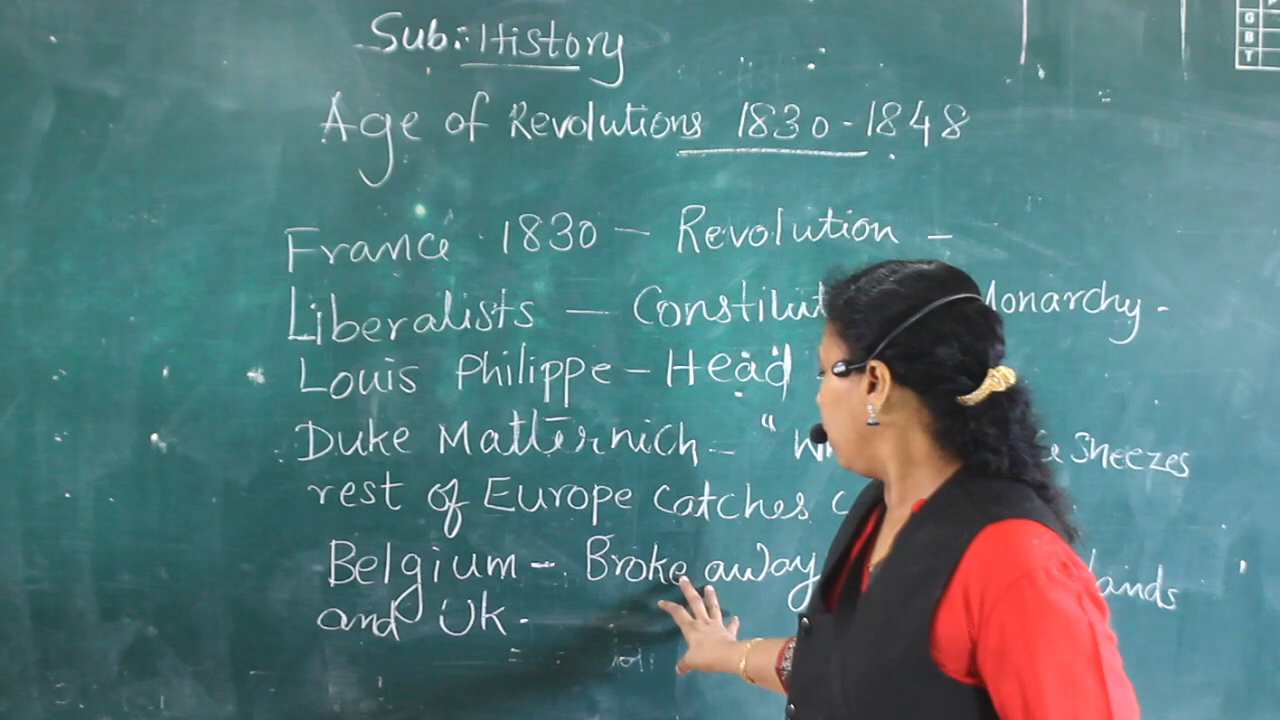 Sub: History
Age of Revolutions 1830-1848
France 1830 – Revolution –
Liberalists – Constitut Monarchy.
Louis Philippe – Head
Duke Matternich – " Sneezes
rest of Europe catches c
Belgium – Broke away lands
and UK.
G
B
T